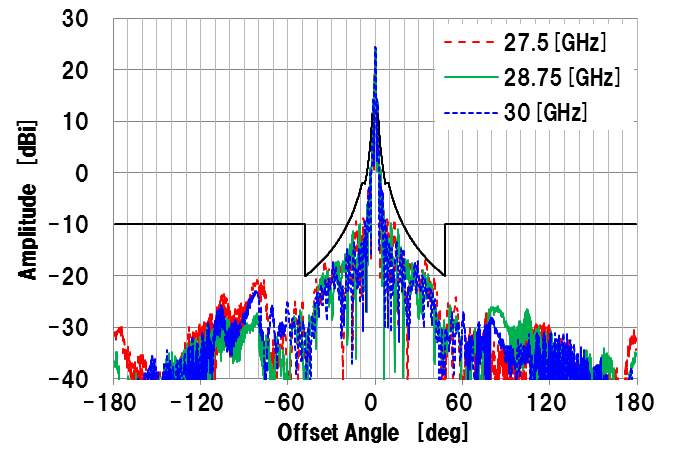 30
20
10
0
-10
-20
-30
-40
Amplitude [dBi]
27.5 [GHz]
28.75 [GHz]
30 [GHz]
-180 -120 -60 0 60 120 180
Offset Angle [deg]